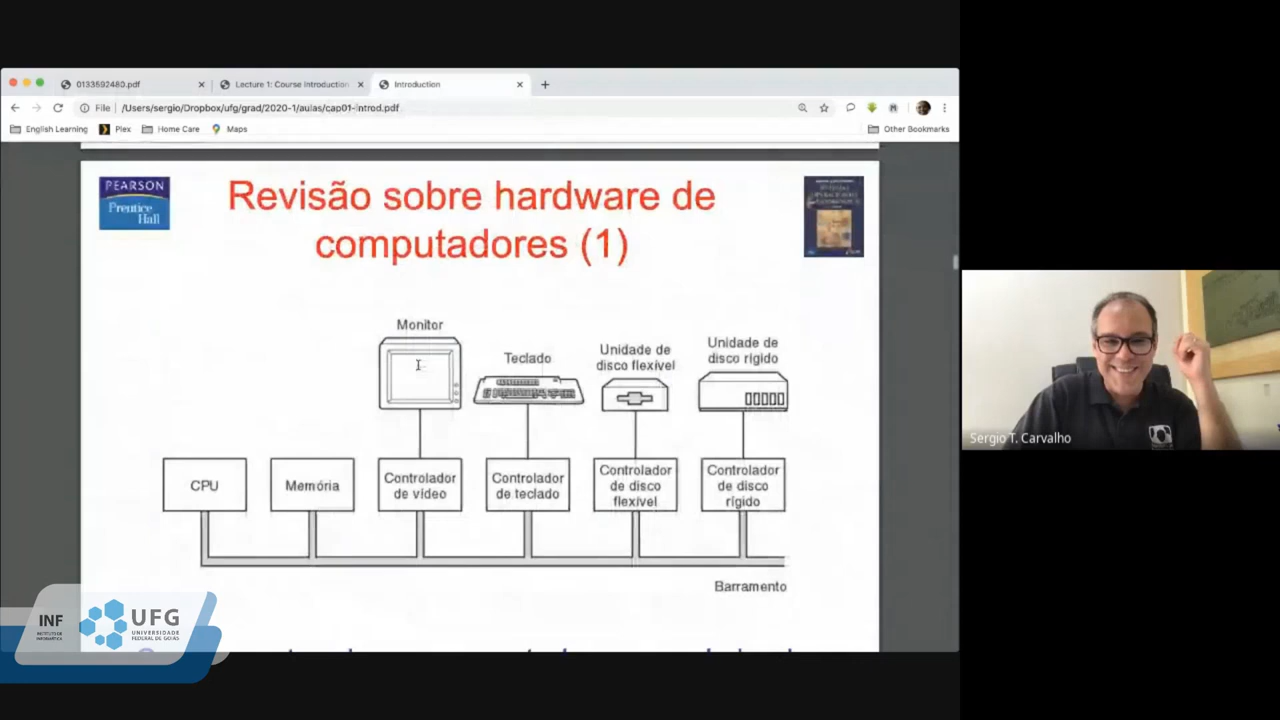 0133592480.pdf
Lecture 1: Course Introduction
Introduction
File
/Users/sergio/Dropbox/ufg/grad/2020-1/aulas/cap01-introd.pdf
English Learning
Plex
Home Care
Maps
Other Bookmarks
PEARSON
Prentice
Hall
Revisão sobre hardware de
computadores (1)
Monitor
Teclado
Unidade de
disco flexível
Unidade de
disco rígido
CPU
Memória
Controlador
de vídeo
Controlador
de teclado
Controlador
de disco
flexível
Controlador
de disco
rígido
Barramento
Sergio T. Carvalho
INF
INSTITUTO DE
INFORMÁTICA
UFG
UNIVERSIDADE
FEDERAL DE GOIÁS